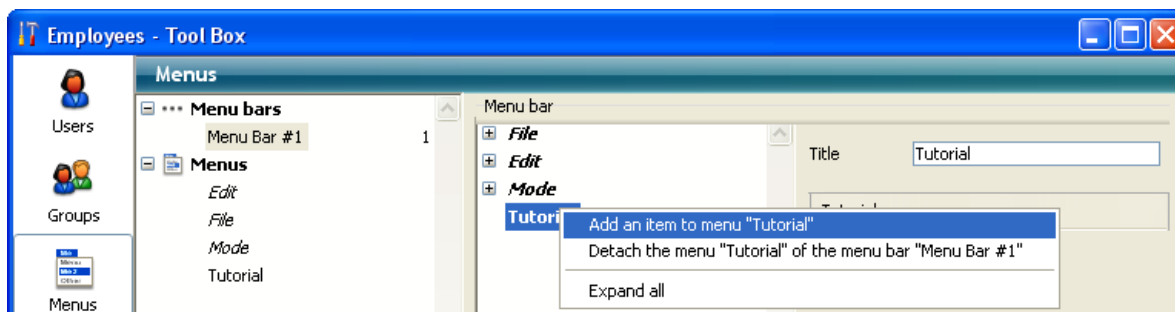 Employees - Tool Box
Menus
Users
Groups
Menus
Menu bars
Menu Bar #1 1
Menus
Edit
File
Mode
Tutorial
Menu bar
File
Edit
Mode
Title Tutorial
Add an item to menu "Tutorial"
Detach the menu "Tutorial" of the menu bar "Menu Bar #1"
Expand all